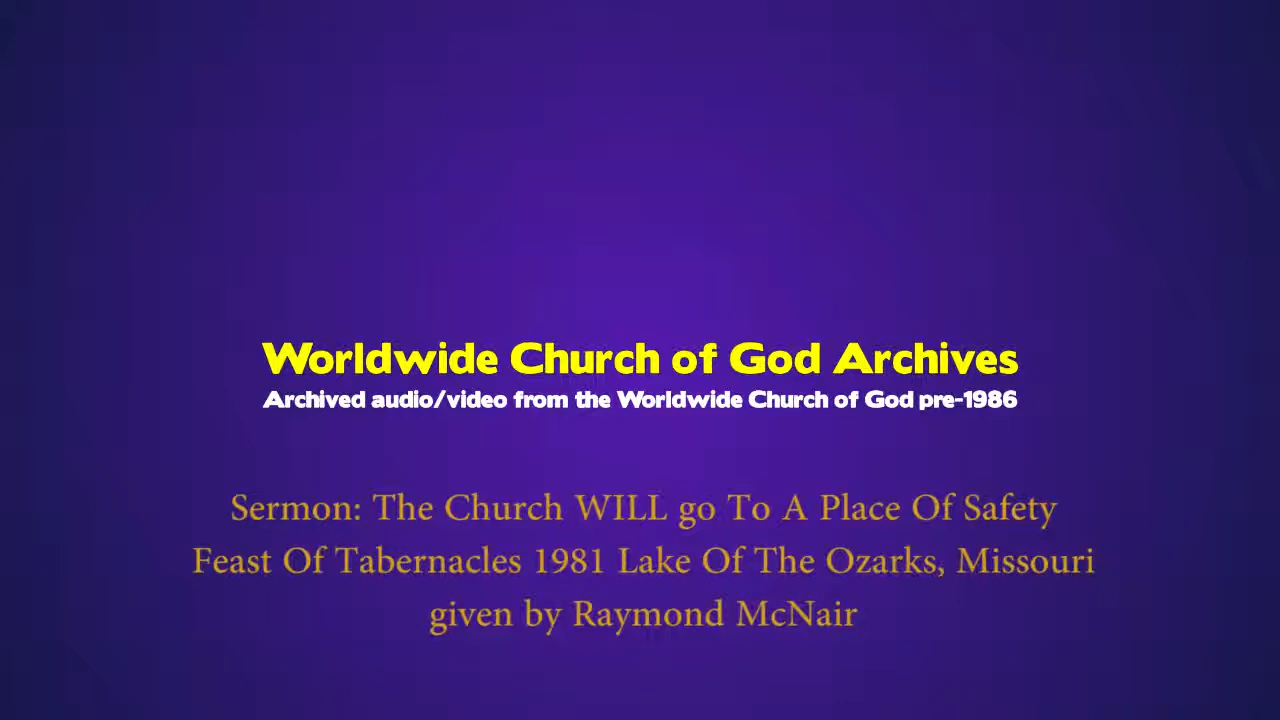 Worldwide Church of God Archives
Archived audio/video from the Worldwide Church of God pre-1986
Sermon: The Church WILL go To A Place Of Safety
Feast Of Tabernacles 1981 Lake Of The Ozarks, Missouri
given by Raymond McNair